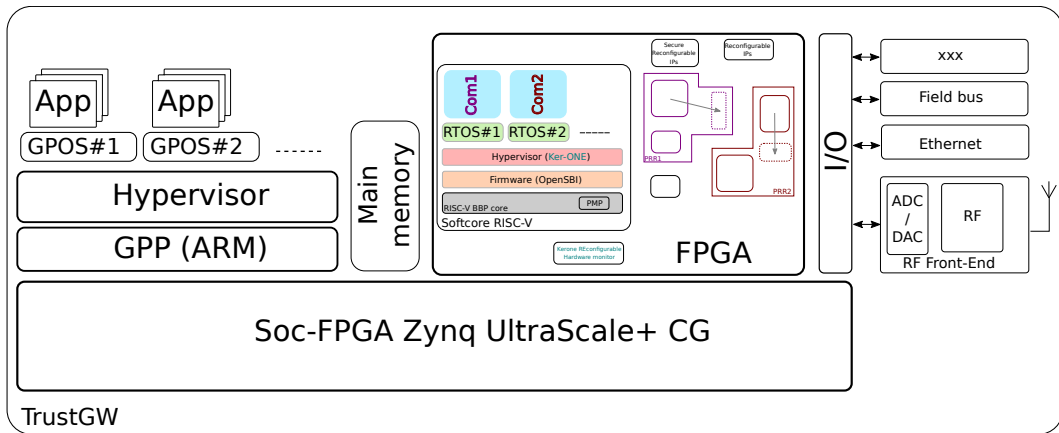 App
App
GPOS#1
GPOS#2
------
Hypervisor
GPP (ARM)
Main
memory
Com1
Com2
RTOS#1
RTOS#2
-----
Hypervisor (Ker-ONE)
Firmware (OpenSBI)
RISC-V BBP core
PMP
Softcore RISC-V
Kerone REconfigurable
Hardware monitor
Secure
Reconfigurable
IPs
Reconfigurable
IPs
PRR1
PRR2
FPGA
I/O
xxx
Field bus
Ethernet
ADC
/
DAC
RF
RF Front-End
Soc-FPGA Zynq UltraScale+ CG
TrustGW